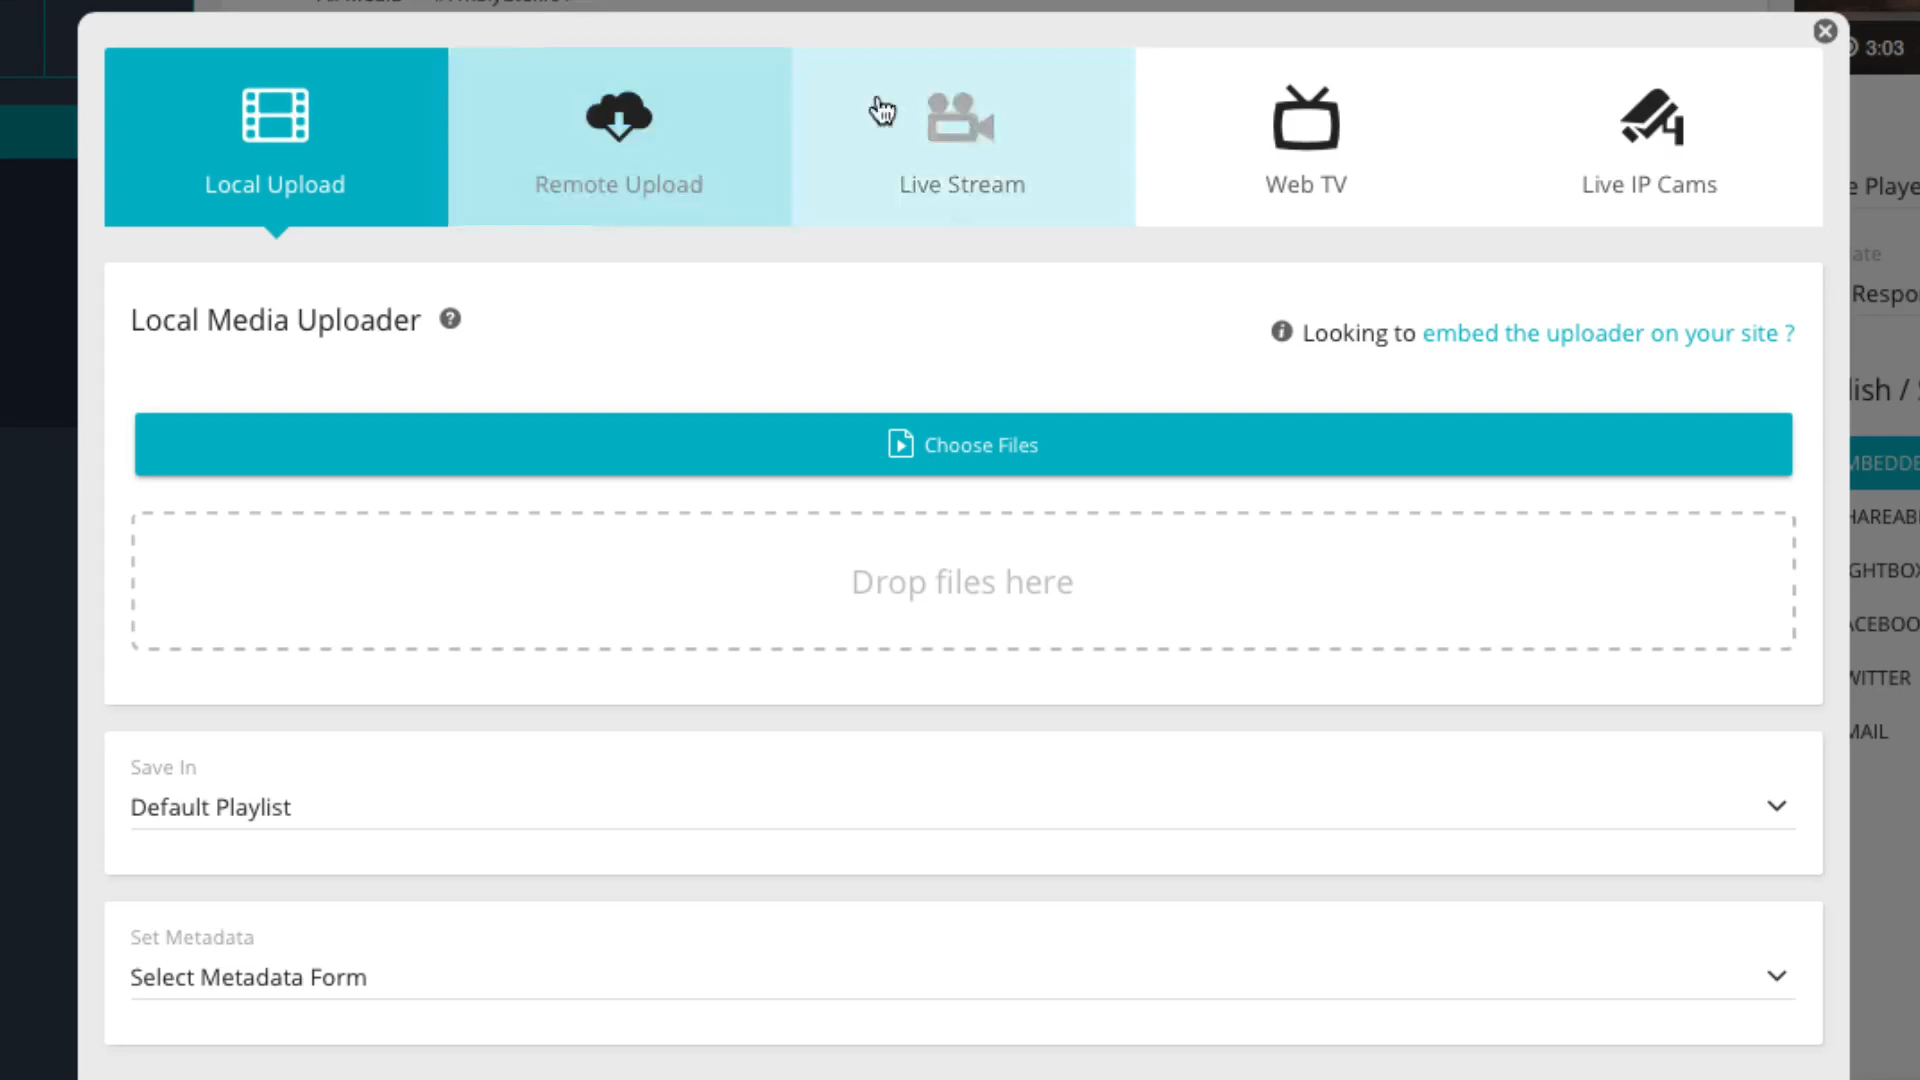 3:03
Local Upload
Remote Upload
Live Stream
Web TV
Live IP Cams
Local Media Uploader
Looking to embed the uploader on your site ?
Choose Files
Drop files here
Save In
Default Playlist
Set Metadata
Select Metadata Form